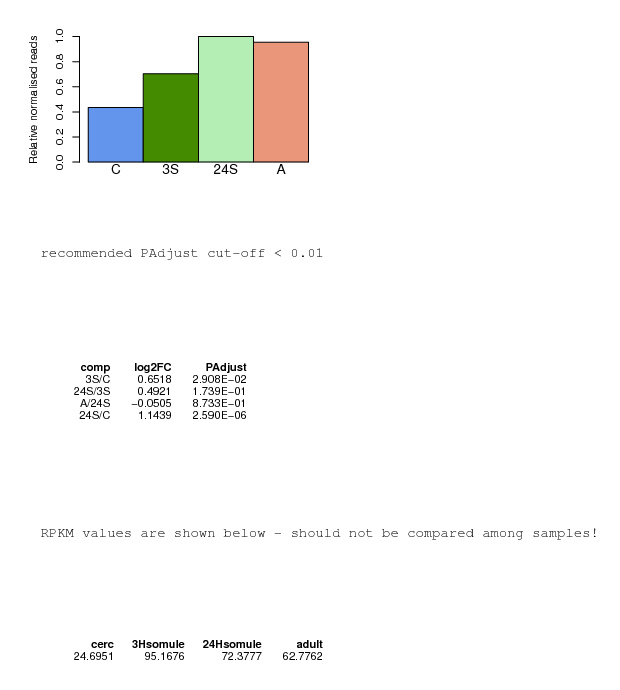 Relative normalised reads
1.0
0.8
0.6
0.4
0.2
0.0
C 3S 24S A
recommended PAdjust cut-off < 0.01
comp log2FC PAdjust
3S/C 0.6518 2.908E−02
24S/3S 0.4921 1.739E−01
A/24S −0.0505 8.733E−01
24S/C 1.1439 2.590E−06
RPKM values are shown below - should not be compared among samples!
cerc 3Hsomule 24Hsomule adult
24.6951 95.1676 72.3777 62.7762